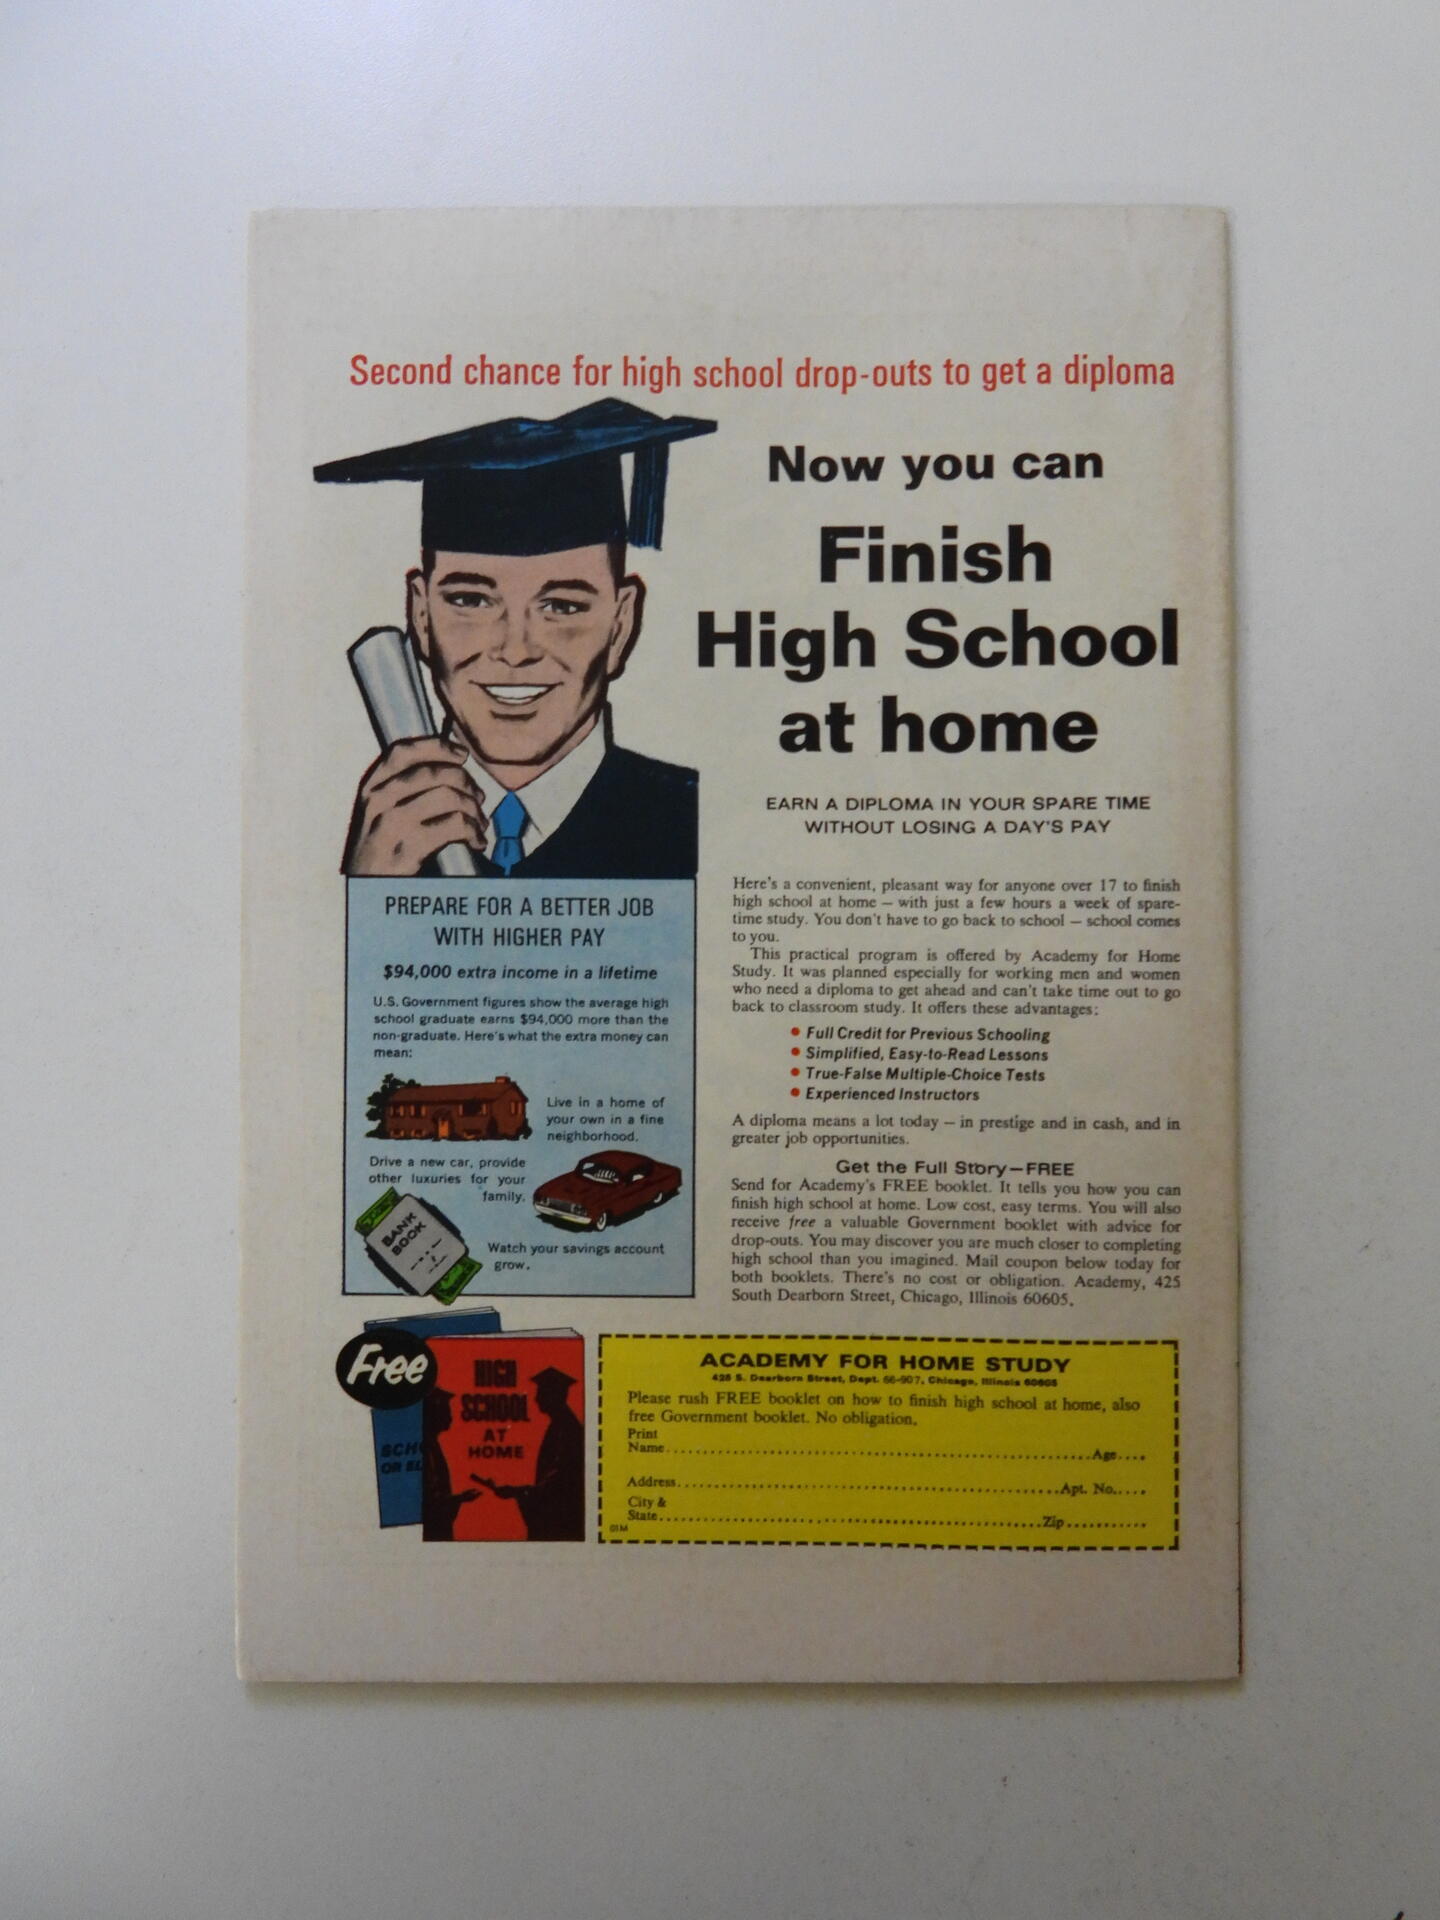 Second chance for high school drop-outs to get a diploma
Now you can
Finish
High School
at home
EARN A DIPLOMA IN YOUR SPARE TIME
WITHOUT LOSING A DAY'S PAY
PREPARE FOR A BETTER JOB
WITH HIGHER PAY
$94,000 extra income in a lifetime
U.S. Government figures show the average high
school graduate earns $94,000 more than the
non-graduate. Here's what the extra money can
mean:
Live in a home of
your own in a fine
neighborhood.
Drive a new car, provide
other luxuries for your
family.
BANK
BOOK
Watch your savings account
grow.
Here's a convenient, pleasant way for anyone over 17 to finish
high school at home — with just a few hours a week of spare-
time study. You don't have to go back to school — school comes
to you.
This practical program is offered by Academy for Home
Study. It was planned especially for working men and women
who need a diploma to get ahead and can't take time out to go
back to classroom study. It offers these advantages:
• Full Credit for Previous Schooling
• Simplified, Easy-to-Read Lessons
• True-False Multiple-Choice Tests
• Experienced Instructors
A diploma means a lot today — in prestige and in cash, and in
greater job opportunities.
Get the Full Story—FREE
Send for Academy's FREE booklet. It tells you how you can
finish high school at home. Low cost, easy terms. You will also
receive free a valuable Government booklet with advice for
drop-outs. You may discover you are much closer to completing
high school than you imagined. Mail coupon below today for
both booklets. There's no cost or obligation. Academy, 425
South Dearborn Street, Chicago, Illinois 60605.
Free
HIGH
SCHOOL
AT
HOME
SCH
OR EL
ACADEMY FOR HOME STUDY
425 S. Dearborn Street, Dept. 66-907, Chicago, Illinois 60605
Please rush FREE booklet on how to finish high school at home, also
free Government booklet. No obligation.
Print
Name Age
Address Apt. No.
City &
State Zip
01M